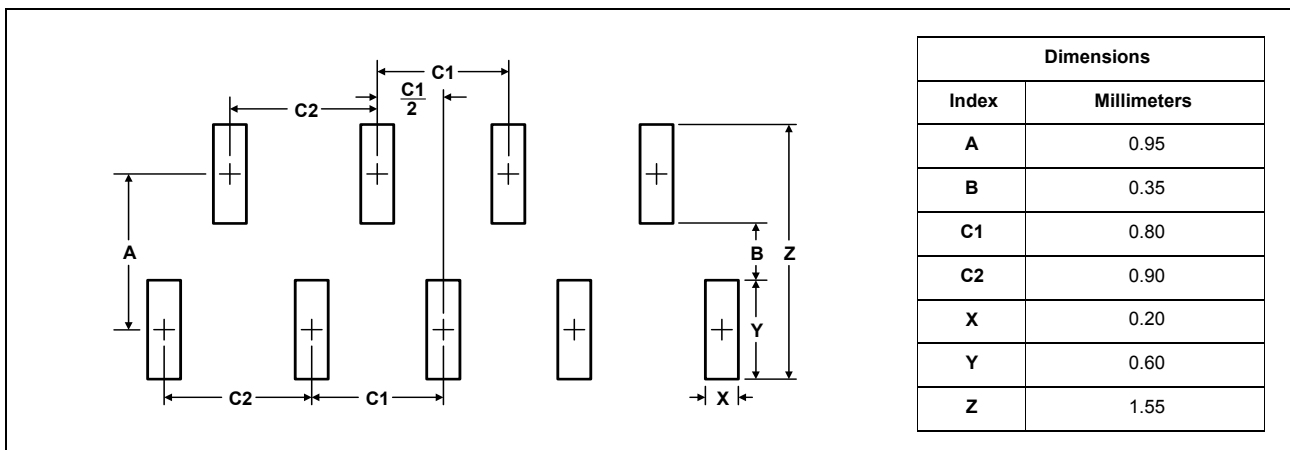 C1
C1
2
C2
A
B
Z
Y
C2
C1
X
Dimensions
Index Millimeters
A 0.95
B 0.35
C1 0.80
C2 0.90
X 0.20
Y 0.60
Z 1.55